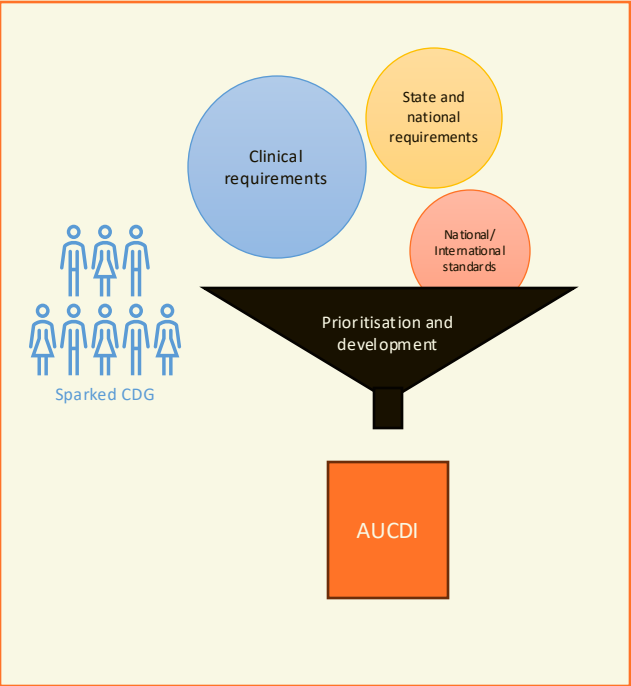 State and
national
requirements
Clinical
requirements
National/
International
standards
Prioritisation and
development
Sparked CDG
AUCDI